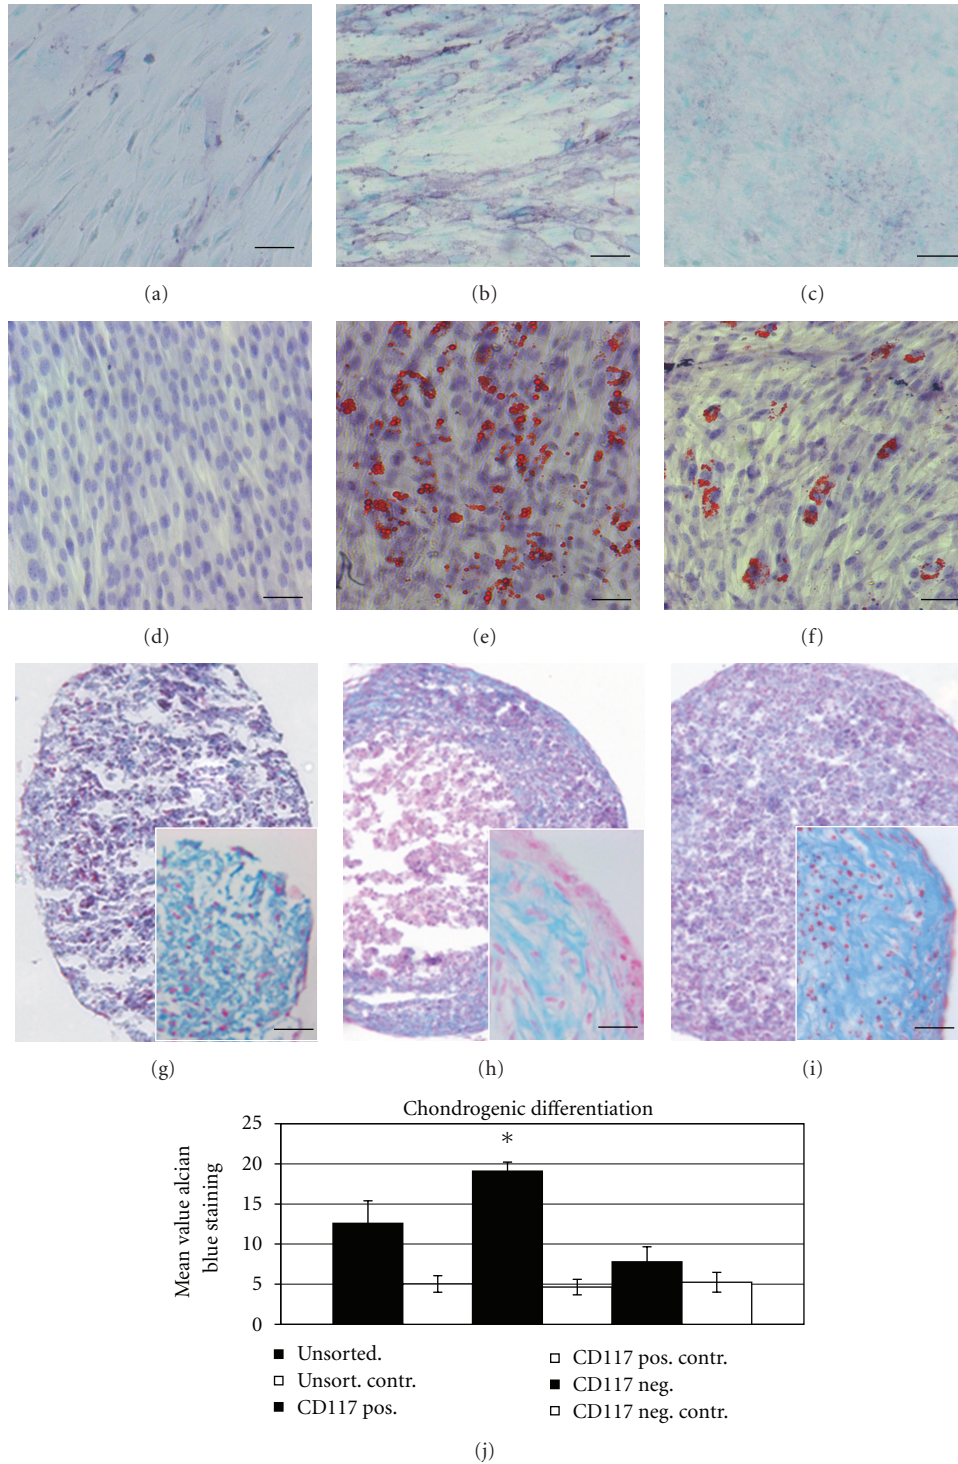 (a) (b) (c)
(d) (e) (f)
(g) (h) (i)
Chondrogenic differentiation
Mean value alcian
blue staining
25
20
15
10
5
0
*
Unsorted.
Unsort. contr.
CD117 pos.
CD117 pos. contr.
CD117 neg.
CD117 neg. contr.
(j)